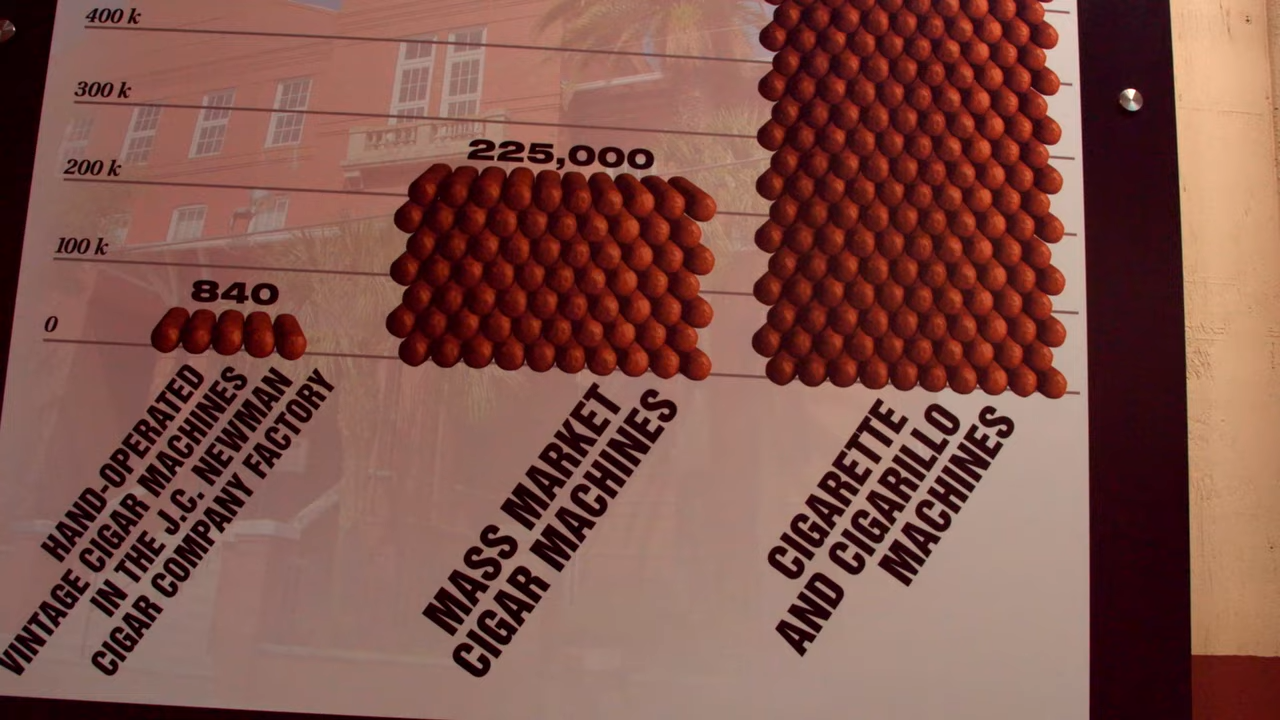 400 k
300 k
200 k
100 k
0
840
225,000
HAND-OPERATED
VINTAGE CIGAR MACHINES
IN THE J.C. NEWMAN
CIGAR COMPANY FACTORY
MASS MARKET
CIGAR MACHINES
CIGARETTE
AND CIGARILLO
MACHINES